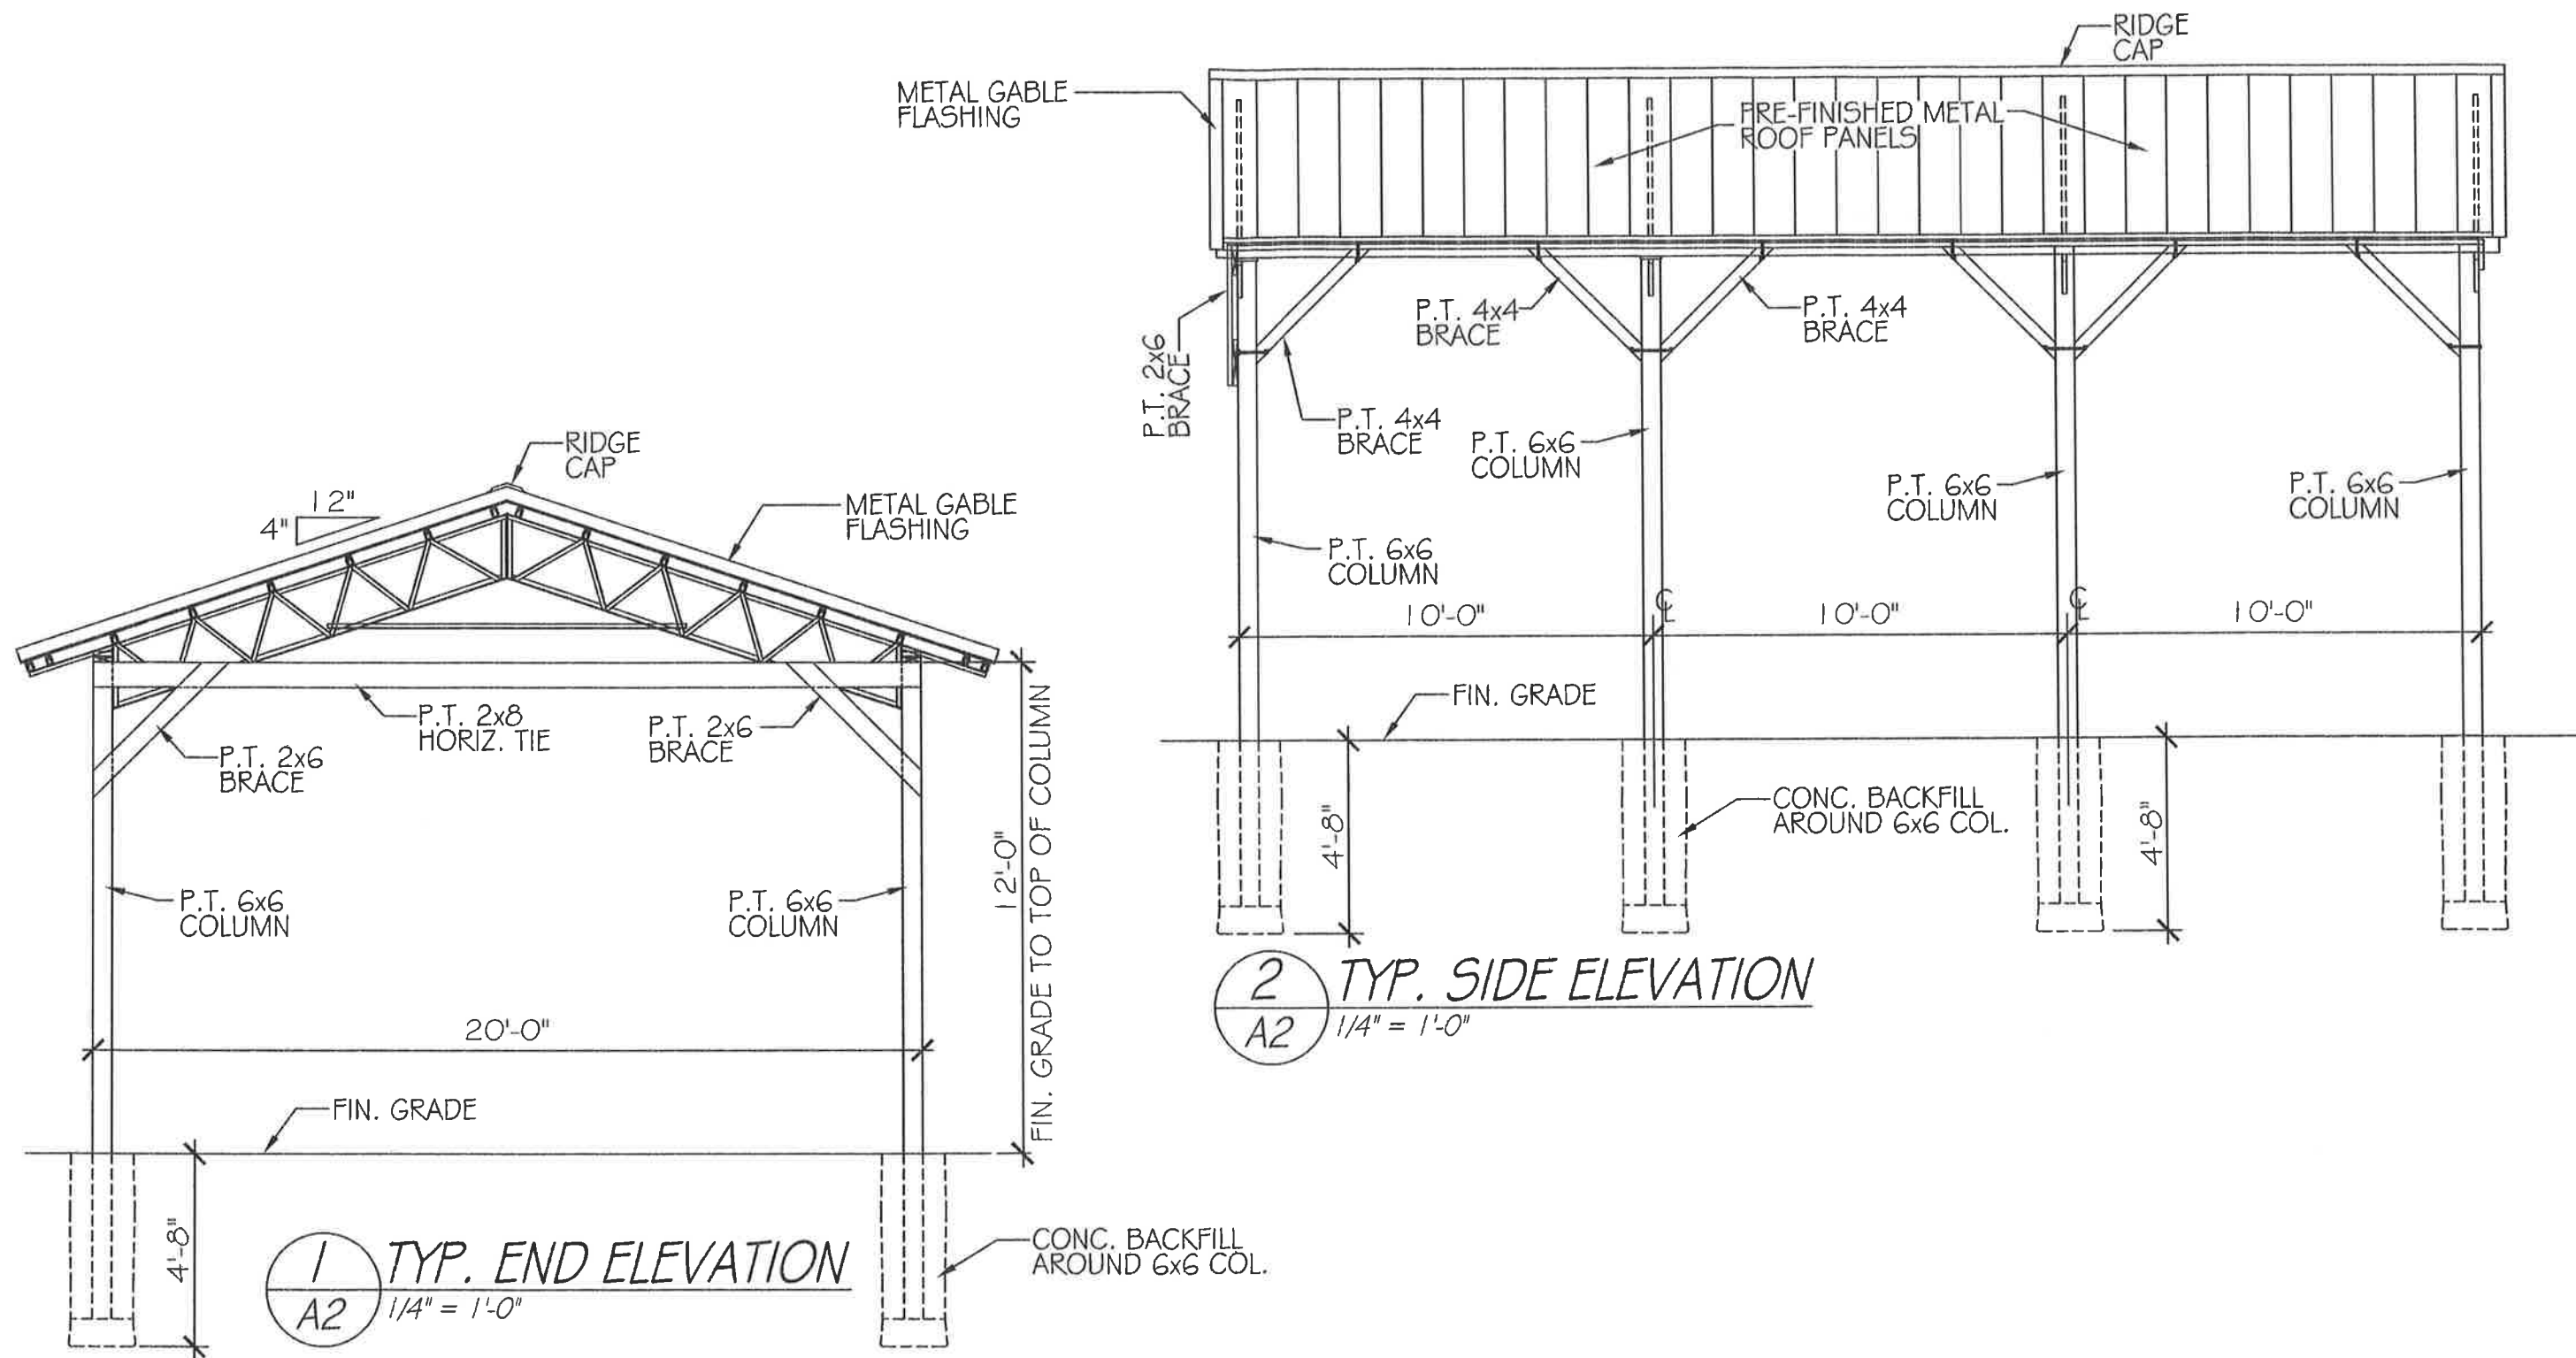 RIDGE
CAP
12"
4"
METAL GABLE
FLASHING
P.T. 2x8
HORIZ. TIE
P.T. 2x6
BRACE
P.T. 2x6
BRACE
P.T. 6x6
COLUMN
P.T. 6x6
COLUMN
12'-0"
FIN. GRADE TO TOP OF COLUMN
20'-0"
FIN. GRADE
4'-8"
CONC. BACKFILL
AROUND 6x6 COL.
1
A2
TYP. END ELEVATION
1/4" = 1'-0"
RIDGE
CAP
METAL GABLE
FLASHING
PRE-FINISHED METAL
ROOF PANELS
P.T. 2x6
BRACE
P.T. 4x4
BRACE
P.T. 4x4
BRACE
P.T. 4x4
BRACE
P.T. 6x6
COLUMN
P.T. 6x6
COLUMN
P.T. 6x6
COLUMN
P.T. 6x6
COLUMN
℄
℄
10'-0"
10'-0"
10'-0"
FIN. GRADE
4'-8"
CONC. BACKFILL
AROUND 6x6 COL.
4'-8"
2
A2
TYP. SIDE ELEVATION
1/4" = 1'-0"